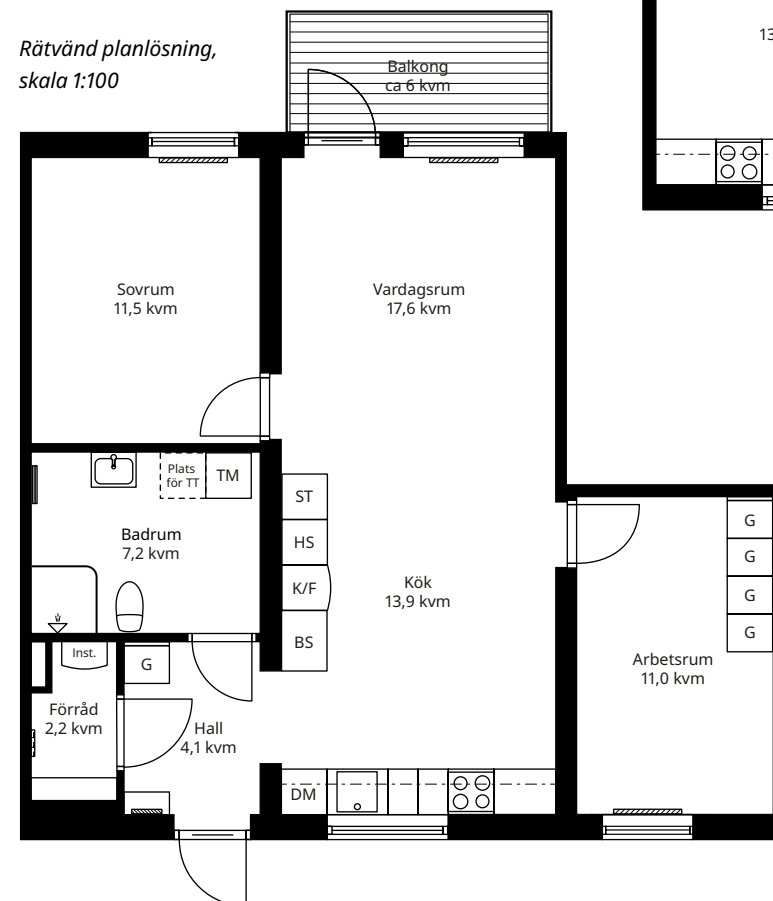 Rätvänd planlösning,
skala 1:100
Balkong
ca 6 kvm
13
Sovrum
11,5 kvm
Vardagsrum
17,6 kvm
Plats
för TT
TM
ST
HS
K/F
BS
Badrum
7,2 kvm
Kök
13,9 kvm
G
G
G
G
Inst.
G
Arbetsrum
11,0 kvm
Förråd
2,2 kvm
Hall
4,1 kvm
DM